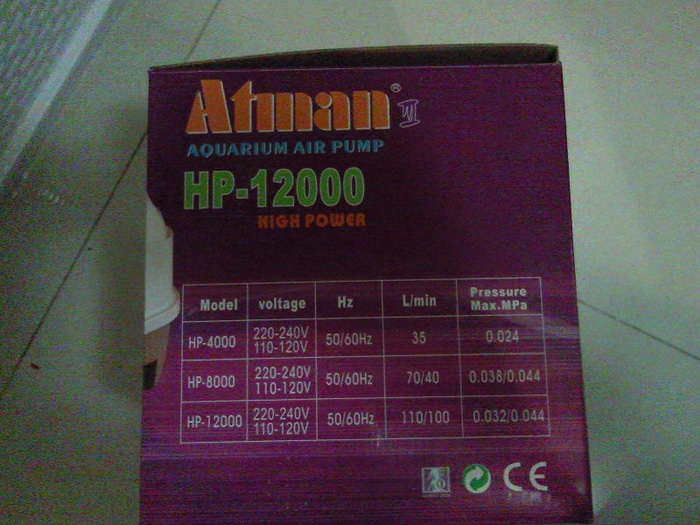 Atman®
AQUARIUM AIR PUMP
HP-12000
HIGH POWER
Model voltage Hz L/min Pressure Max.MPa
HP-4000 220-240V 110-120V 50/60Hz 35 0.024
HP-8000 220-240V 110-120V 50/60Hz 70/40 0.038/0.044
HP-12000 220-240V 110-120V 50/60Hz 110/100 0.032/0.044
CE